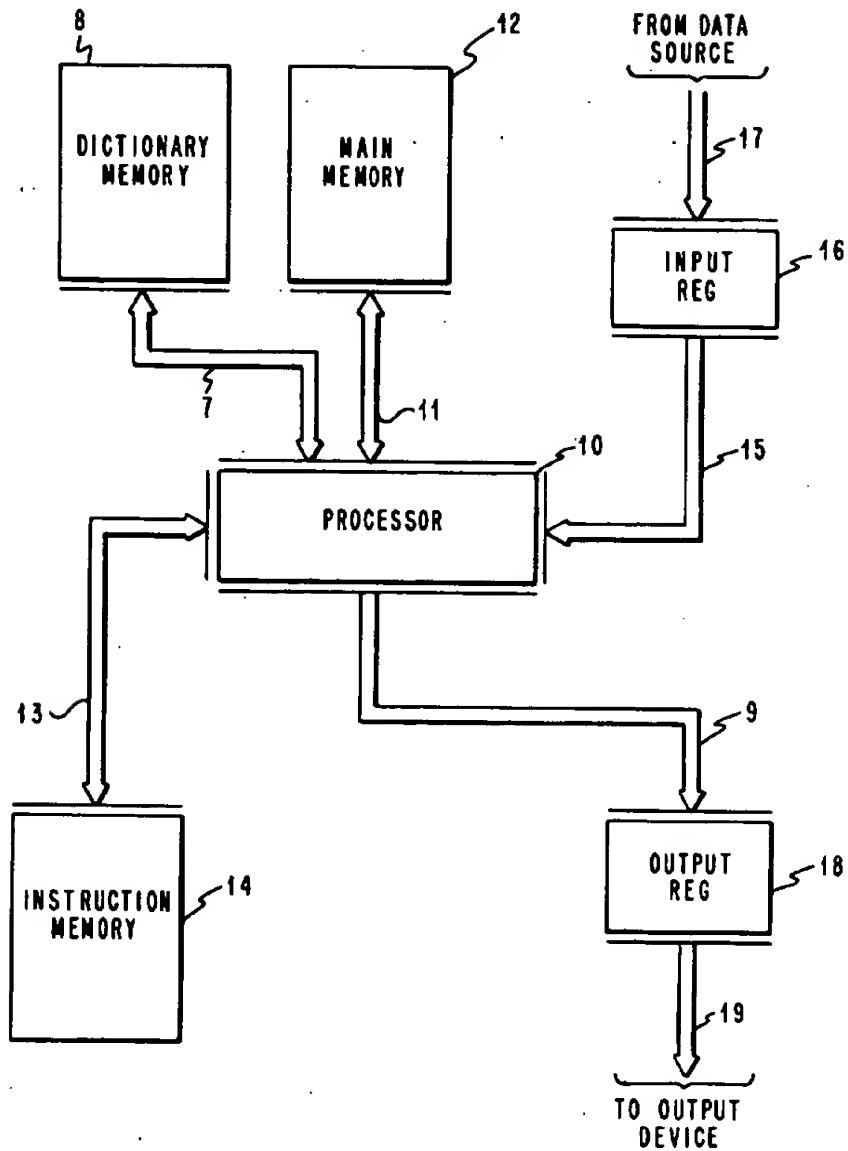 8
12
FROM DATA
SOURCE
DICTIONARY
MEMORY
MAIN
MEMORY
17
INPUT
REG
16
7
11
10
15
PROCESSOR
13
9
INSTRUCTION
MEMORY
14
OUTPUT
REG
18
19
TO OUTPUT
DEVICE